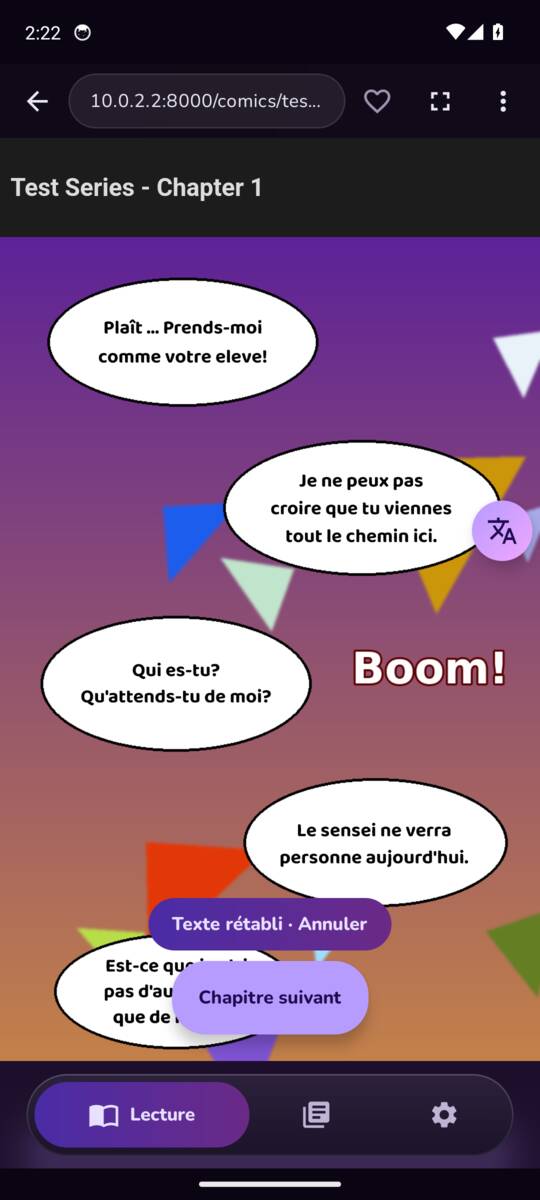 2:22
10.0.2.2:8000/comics/tes...
Test Series - Chapter 1
Plaît ... Prends-moi
comme votre eleve!
Je ne peux pas
croire que tu viennes
tout le chemin ici.
Qui es-tu?
Qu'attends-tu de moi?
Boom!
Le sensei ne verra
personne aujourd'hui.
Texte rétabli · Annuler
Est-ce que
pas d'au
que de
Chapitre suivant
Lecture